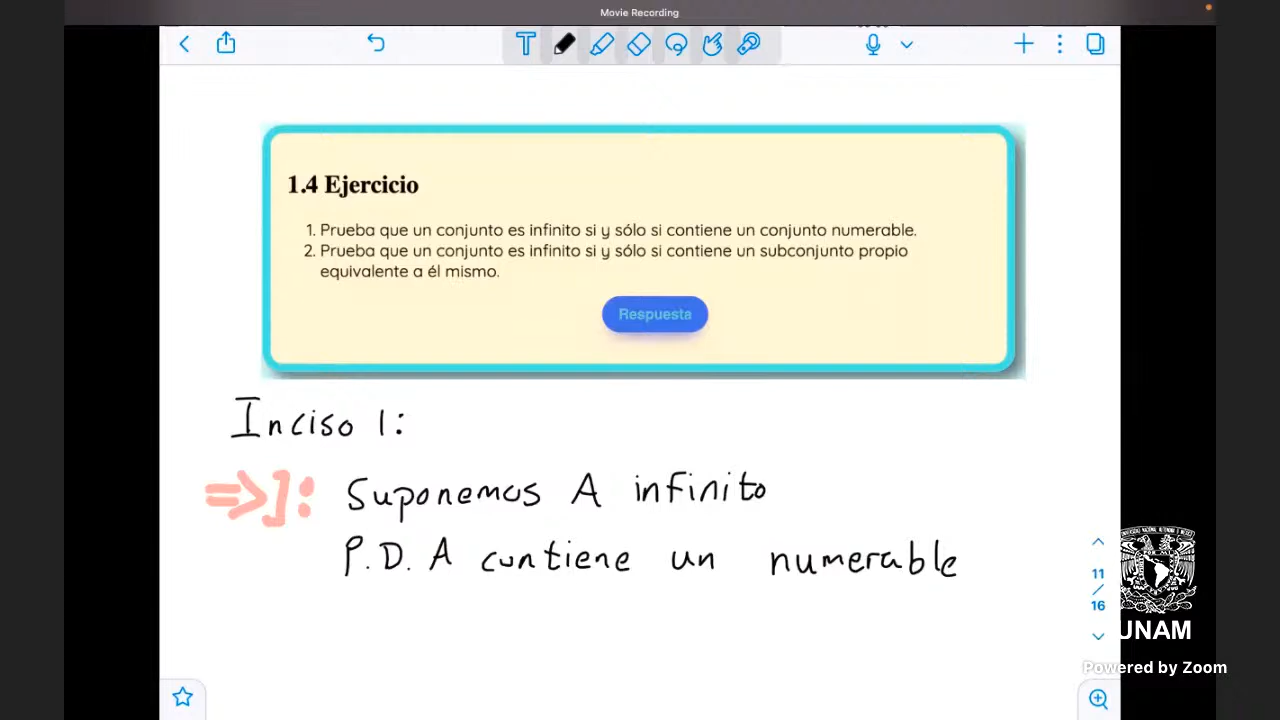 Movie Recording
1.4 Ejercicio
1. Prueba que un conjunto es infinito si y sólo si contiene un conjunto numerable.
2. Prueba que un conjunto es infinito si y sólo si contiene un subconjunto propio
equivalente a él mismo.
Respuesta
Inciso 1:
⇒]: Suponemos A infinito
P.D. A contiene un numerable
11
/
16
UNAM
Powered by Zoom